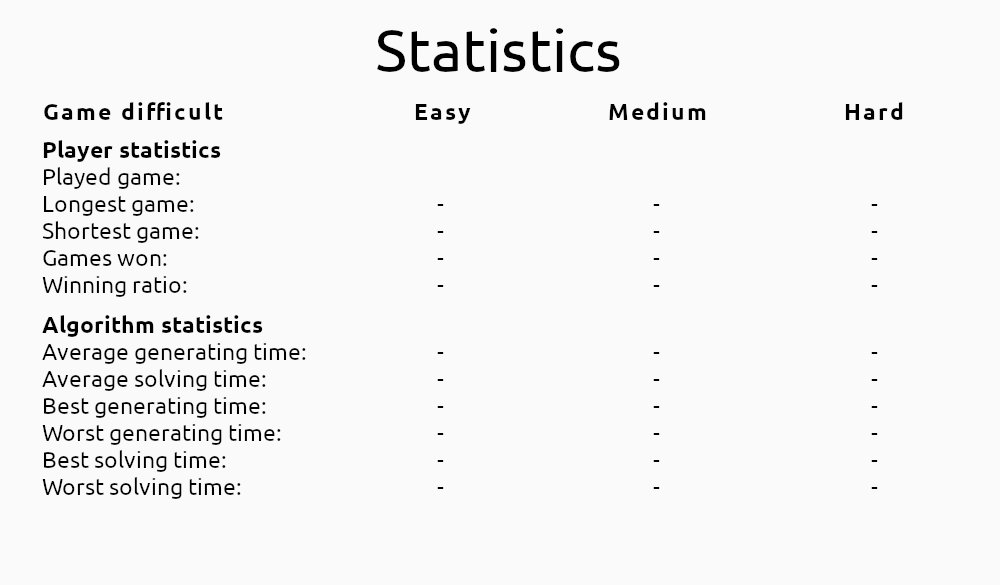 Statistics
Game difficult Easy Medium Hard
Player statistics
Played game:
Longest game: - - -
Shortest game: - - -
Games won: - - -
Winning ratio: - - -
Algorithm statistics
Average generating time: - - -
Average solving time: - - -
Best generating time: - - -
Worst generating time: - - -
Best solving time: - - -
Worst solving time: - - -